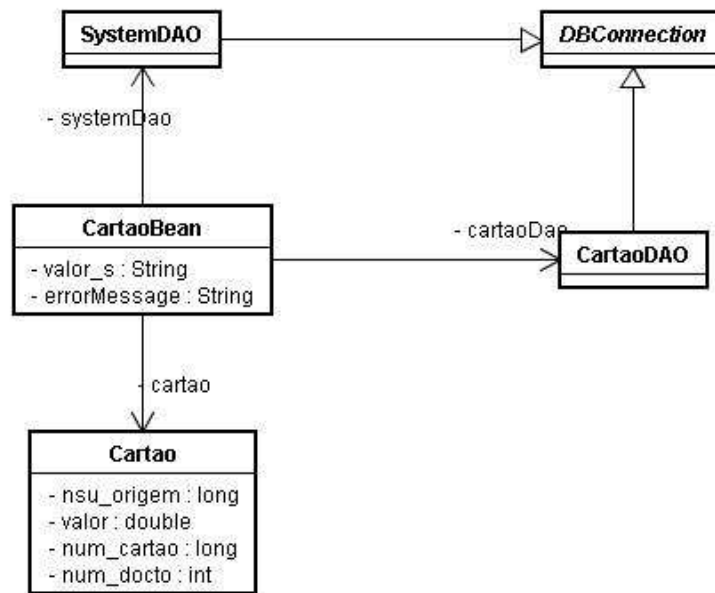 SystemDAO
DBConnection
- systemDao
CartaoBean
- valor_s : String
- errorMessage : String
- cartaoDao
CartaoDAO
- cartao
Cartao
- nsu_origem : long
- valor : double
- num_cartao : long
- num_docto : int